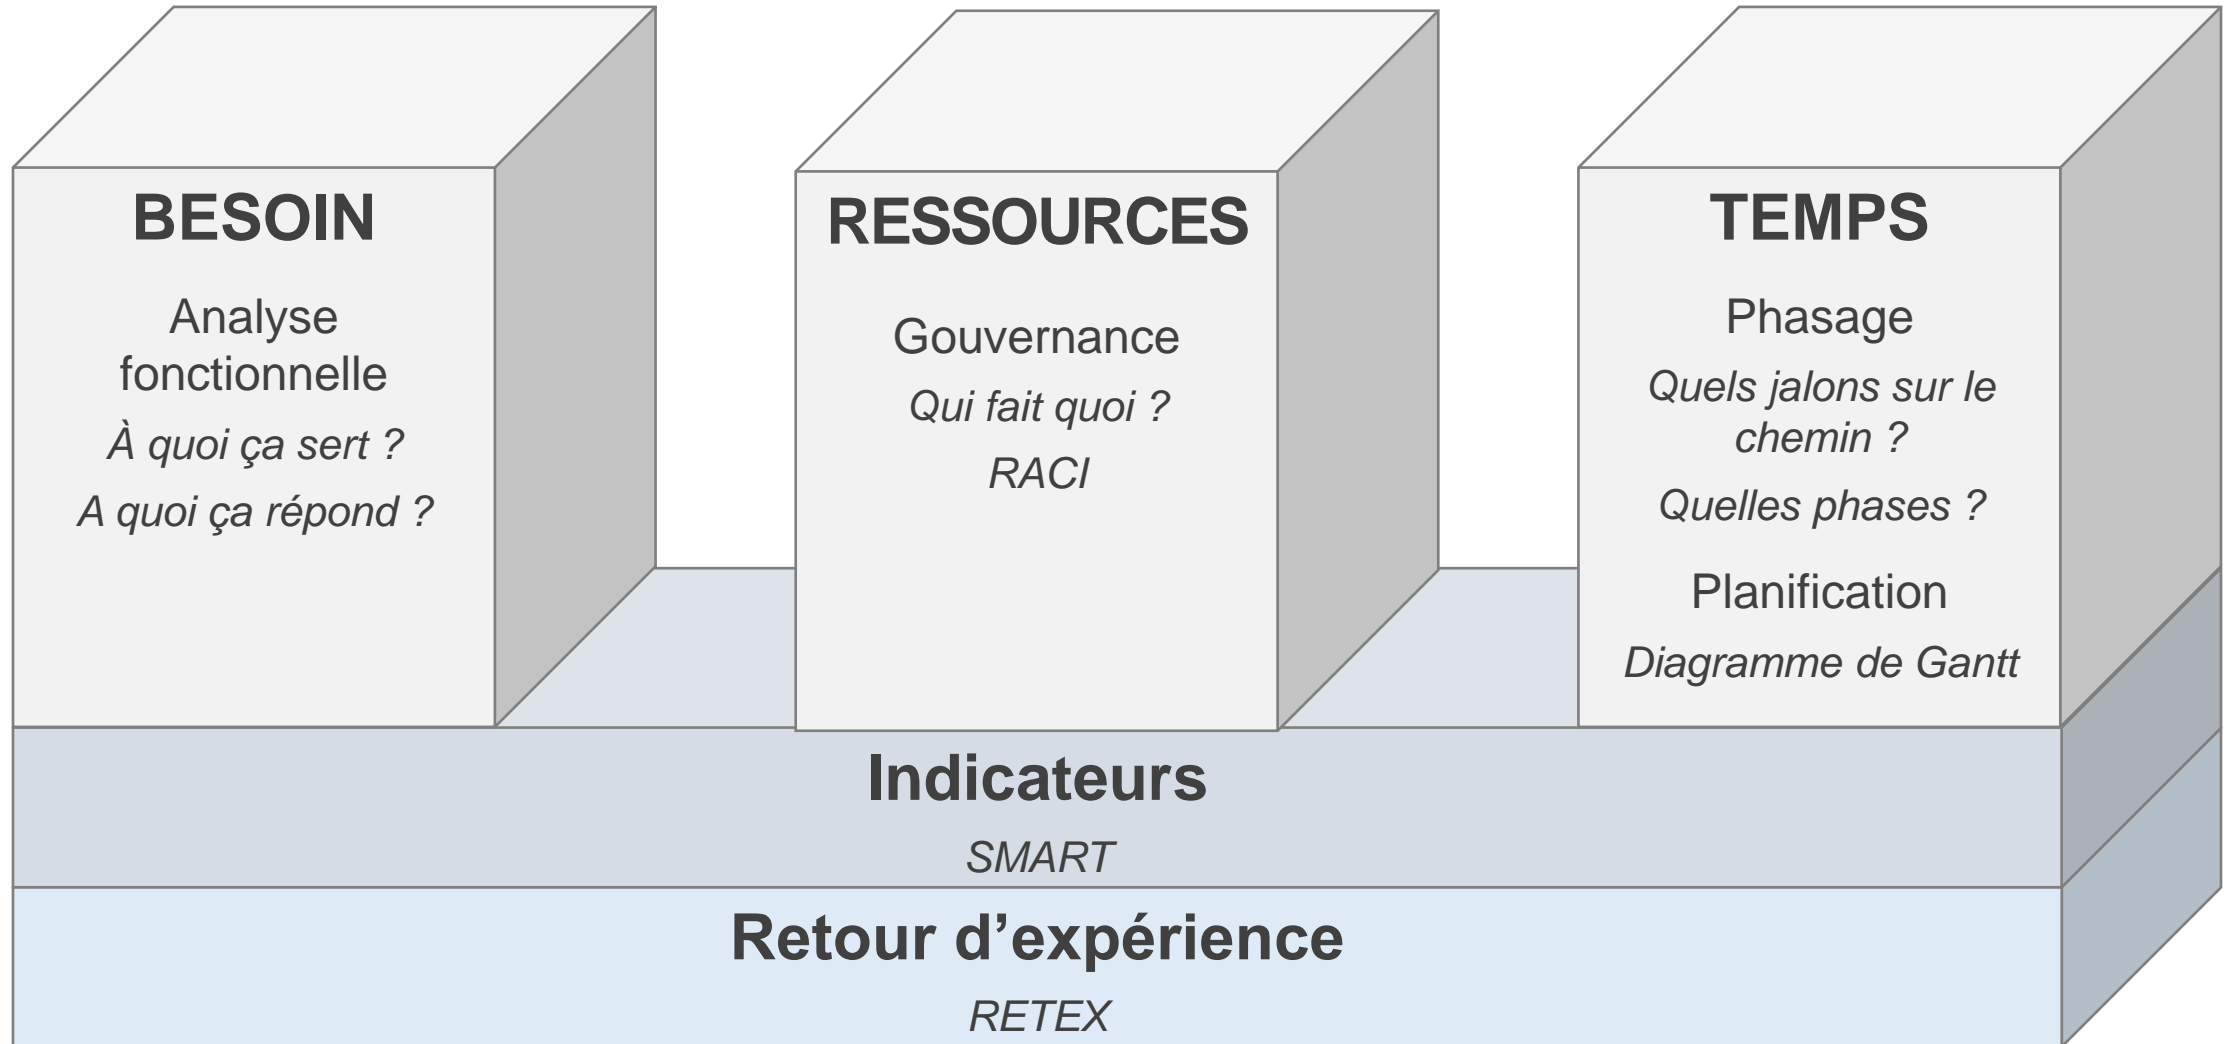 BESOIN
Analyse
fonctionnelle
À quoi ça sert ?
A quoi ça répond ?
RESSOURCES
Gouvernance
Qui fait quoi ?
RACI
TEMPS
Phasage
Quels jalons sur le
chemin ?
Quelles phases ?
Planification
Diagramme de Gantt
Indicateurs
SMART
Retour d’expérience
RETEX